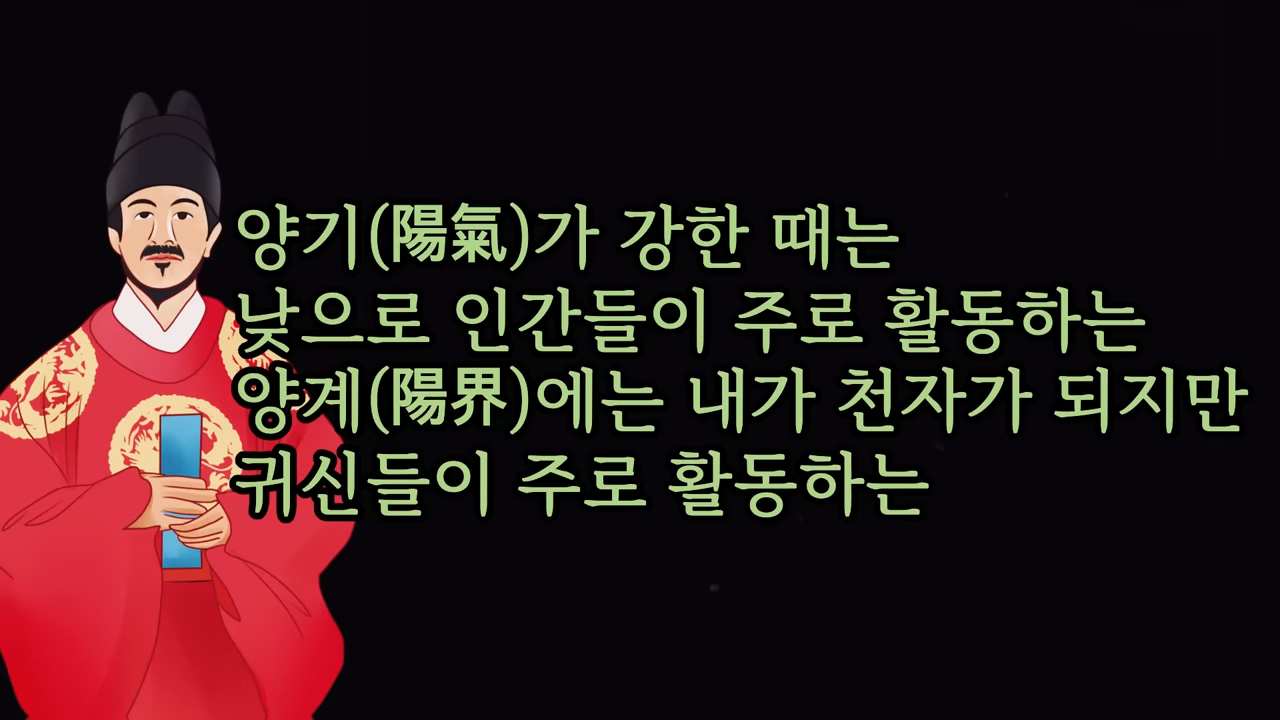 양기(陽氣)가 강한 때는
낮으로 인간들이 주로 활동하는
양계(陽界)에는 내가 천자가 되지만
귀신들이 주로 활동하는